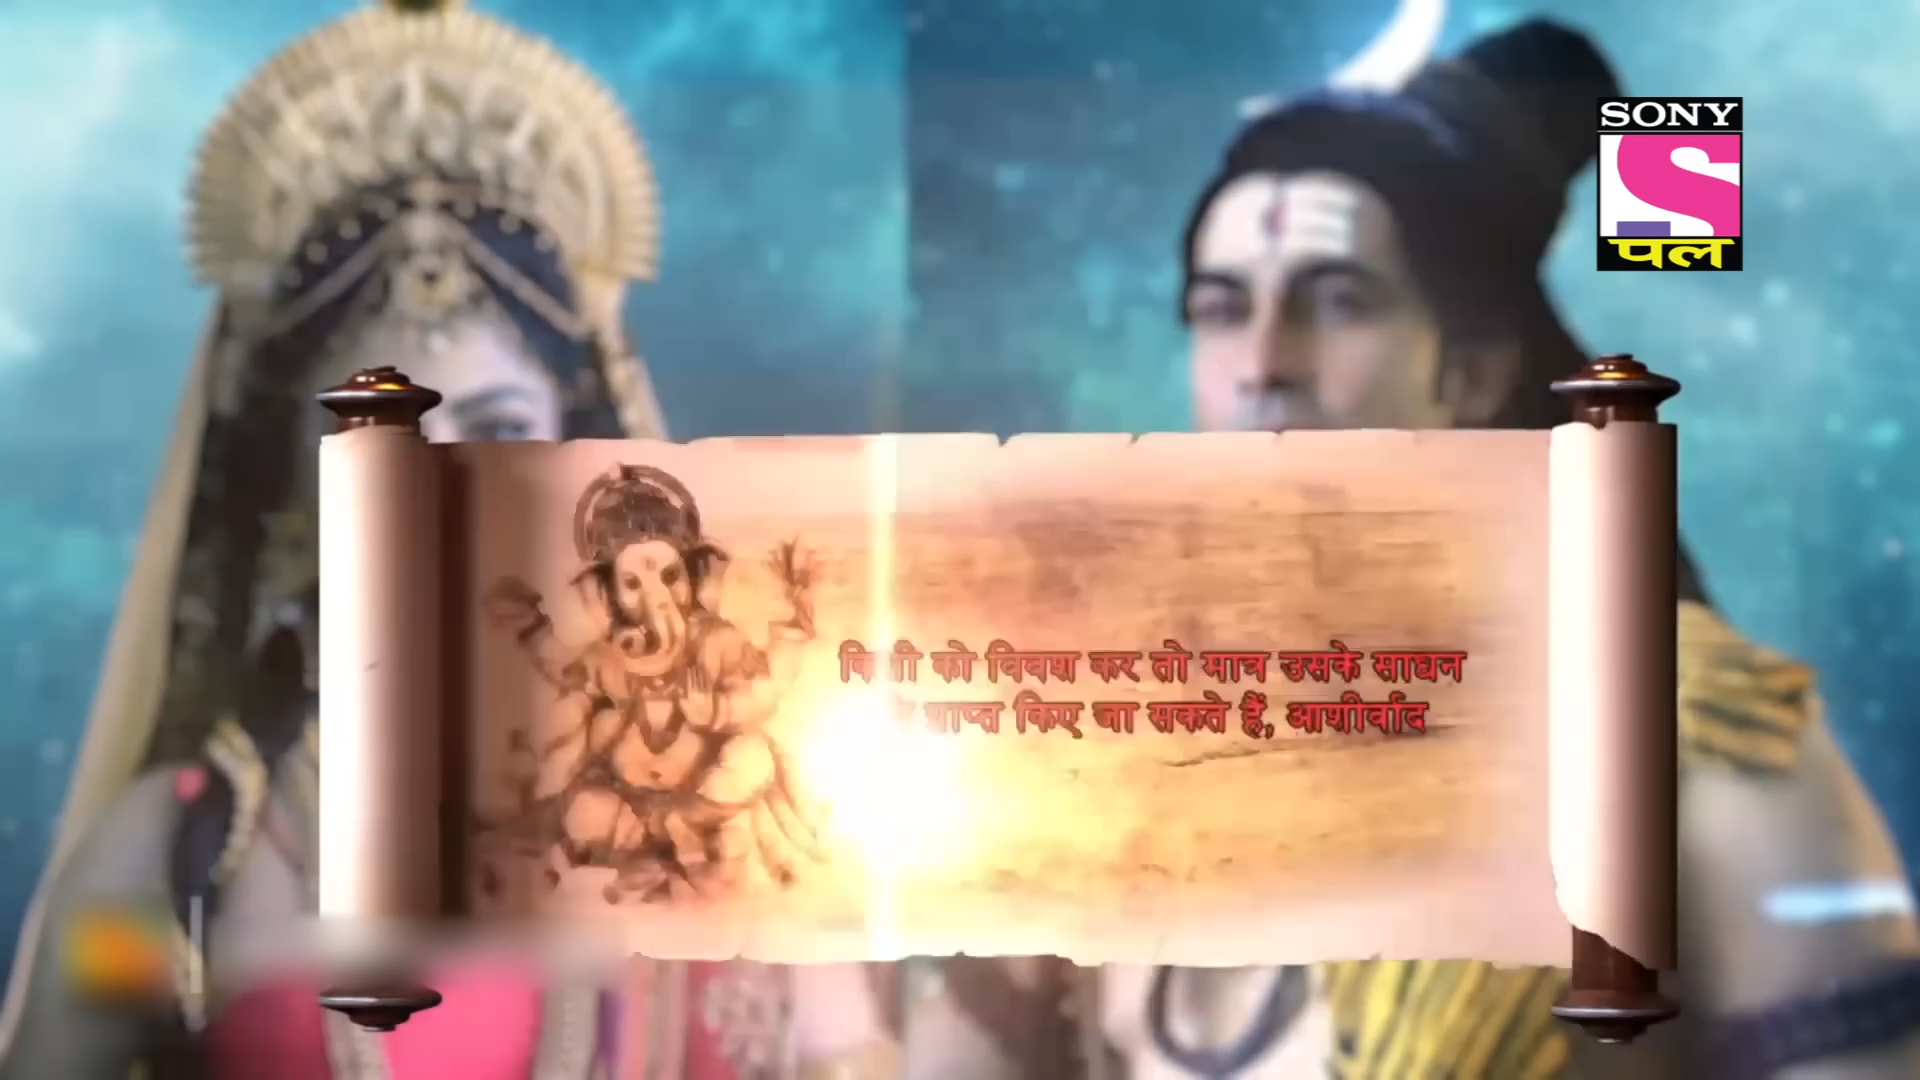 SONY
पल
को विवश कर तो मात्र उसके साधन
प्राप्त किए जा सकते हैं, आशीर्वाद